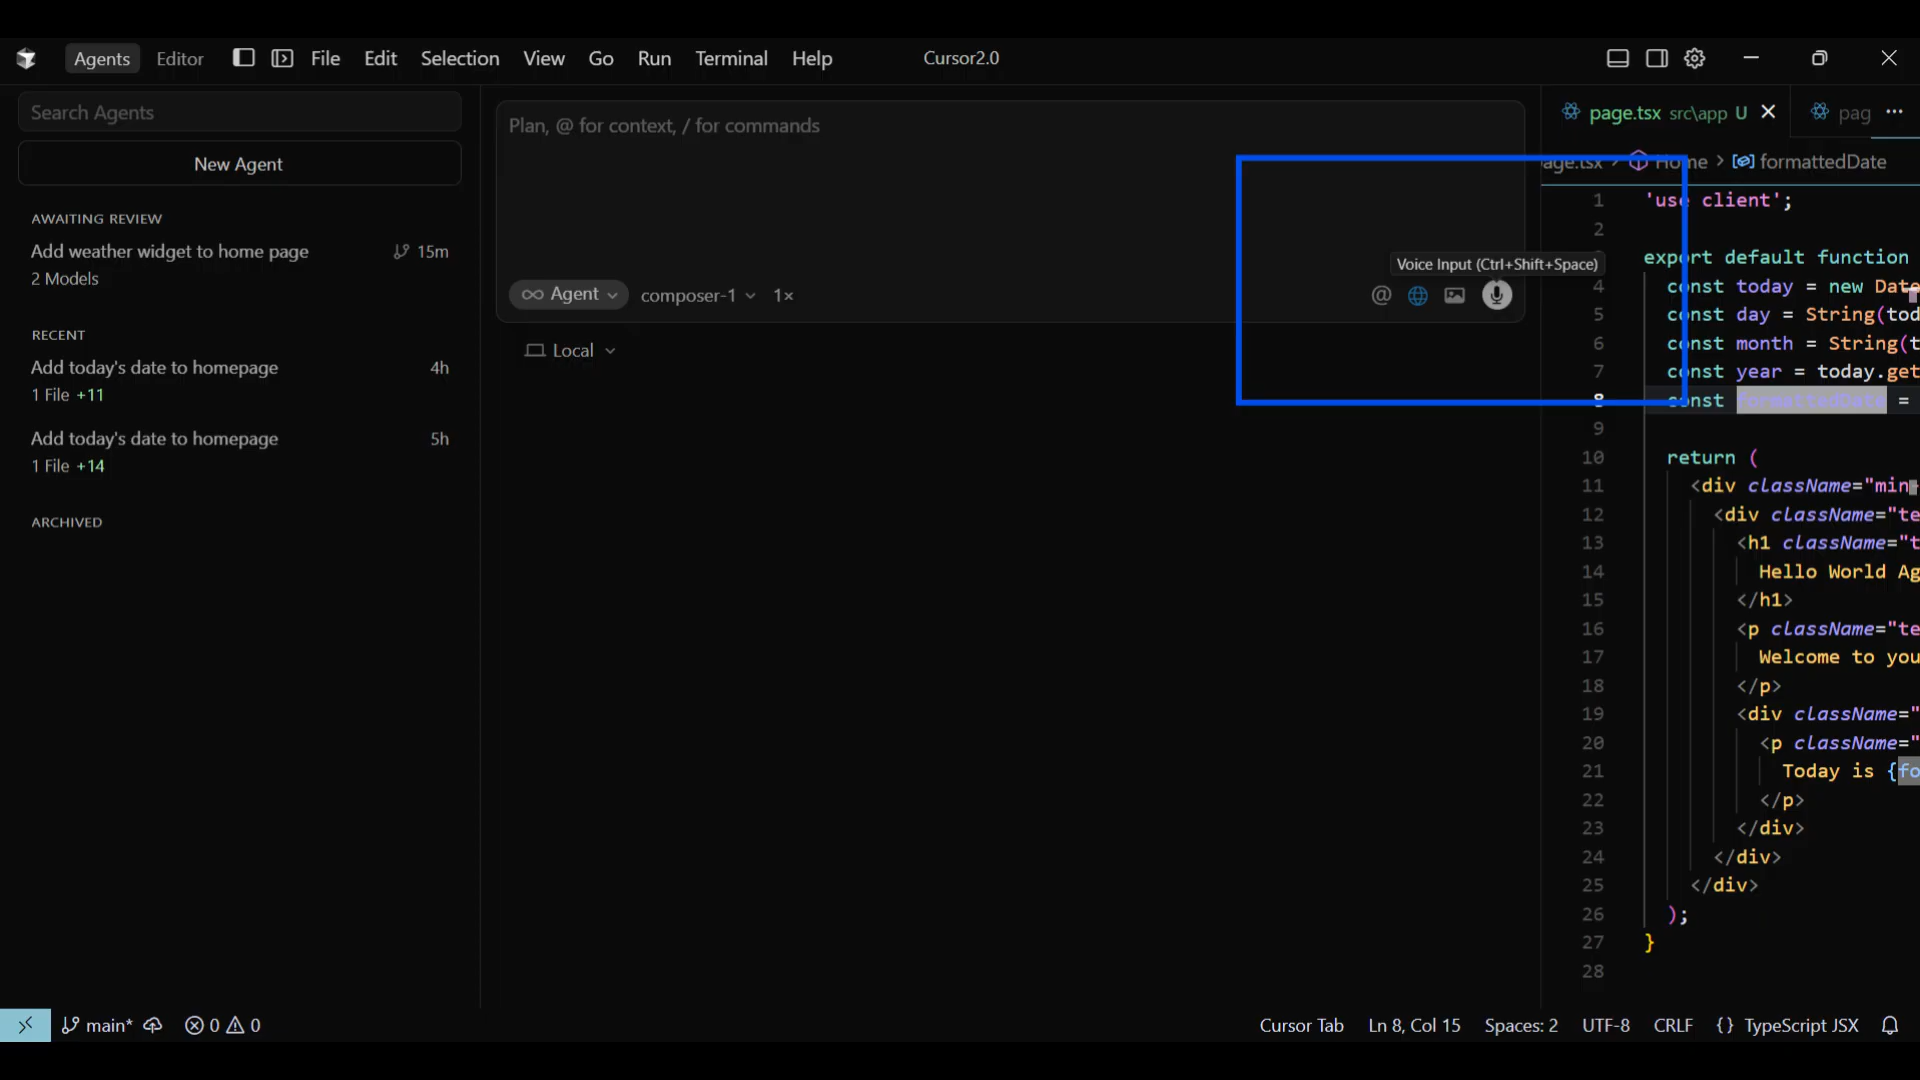 Agents Editor File Edit Selection View Go Run Terminal Help Cursor2.0
Search Agents
New Agent
AWAITING REVIEW
Add weather widget to home page 15m
2 Models
RECENT
Add today's date to homepage 4h
1 File +11
Add today's date to homepage 5h
1 File +14
ARCHIVED
Plan, @ for context, / for commands
Voice Input (Ctrl+Shift+Space)
Agent composer-1 1×
Local
page.tsx src\app U pag ...
age.tsx > Home > formattedDate
1 'use client';
2
export default function
4 const today = new Date
5 const day = String(tod
6 const month = String(t
7 const year = today.get
8 const formattedDate =
9
10 return (
11 <div className="min-
12 <div className="te
13 <h1 className="t
14 Hello World Ag
15 </h1>
16 <p className="te
17 Welcome to you
18 </p>
19 <div className="
20 <p className="
21 Today is {fo
22 </p>
23 </div>
24 </div>
25 </div>
26 );
27 }
28
main* 0 0 Cursor Tab Ln 8, Col 15 Spaces: 2 UTF-8 CRLF {} TypeScript JSX